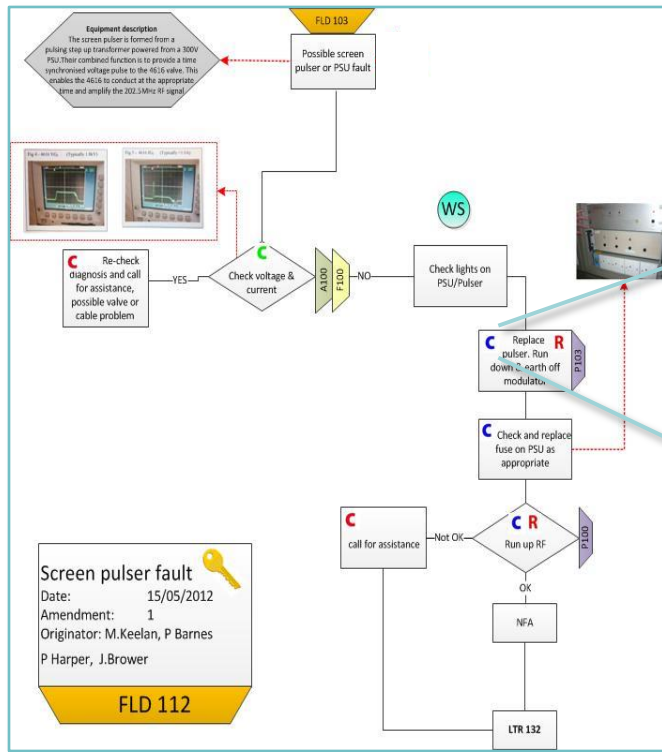 FLD 103
Equipment description
The screen pulser is formed from a
pulsing step up transformer powered from a 300V
PSU.Their combined function is to provide a time
synchronised voltage pulse to the 4616 valve. This
enables the 4616 to conduct at the appropriate
time and amplify the 202.5MHz RF signal.
Possible screen
pulser or PSU fault
WS
C
Re-check
diagnosis and call
for assistance,
possible valve or
cable problem
YES
C
Check voltage &
current
A100
F100
NO
Check lights on
PSU/Pulser
C
R
Replace
pulser. Run
down & earth off
modulator
P103
C
Check and replace
fuse on PSU as
appropriate
C
call for assistance
Not OK
C R
Run up RF
P100
OK
NFA
LTR 132
Screen pulser fault
Date: 15/05/2012
Amendment: 1
Originator: M.Keelan, P Barnes
P Harper, J.Brower
FLD 112